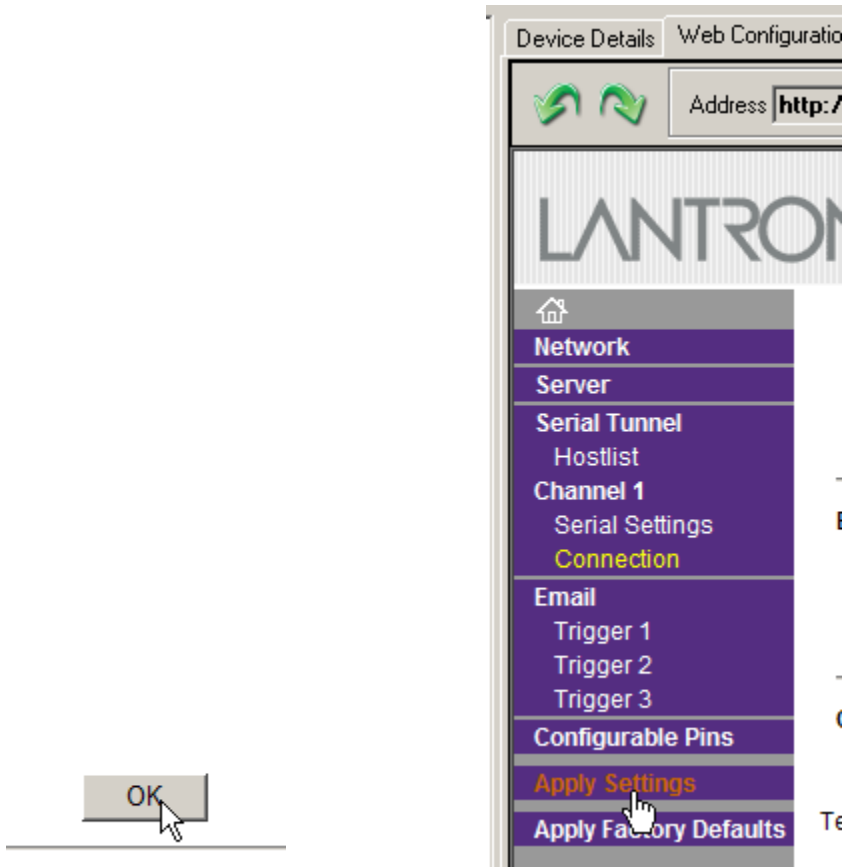 Device Details Web Configuratio
Address http:/
LANTRON
Network
Server
Serial Tunnel
Hostlist
Channel 1
Serial Settings
Connection
E
Email
Trigger 1
Trigger 2
Trigger 3
Configurable Pins
Apply Settings
Apply Factory Defaults
Te
OK